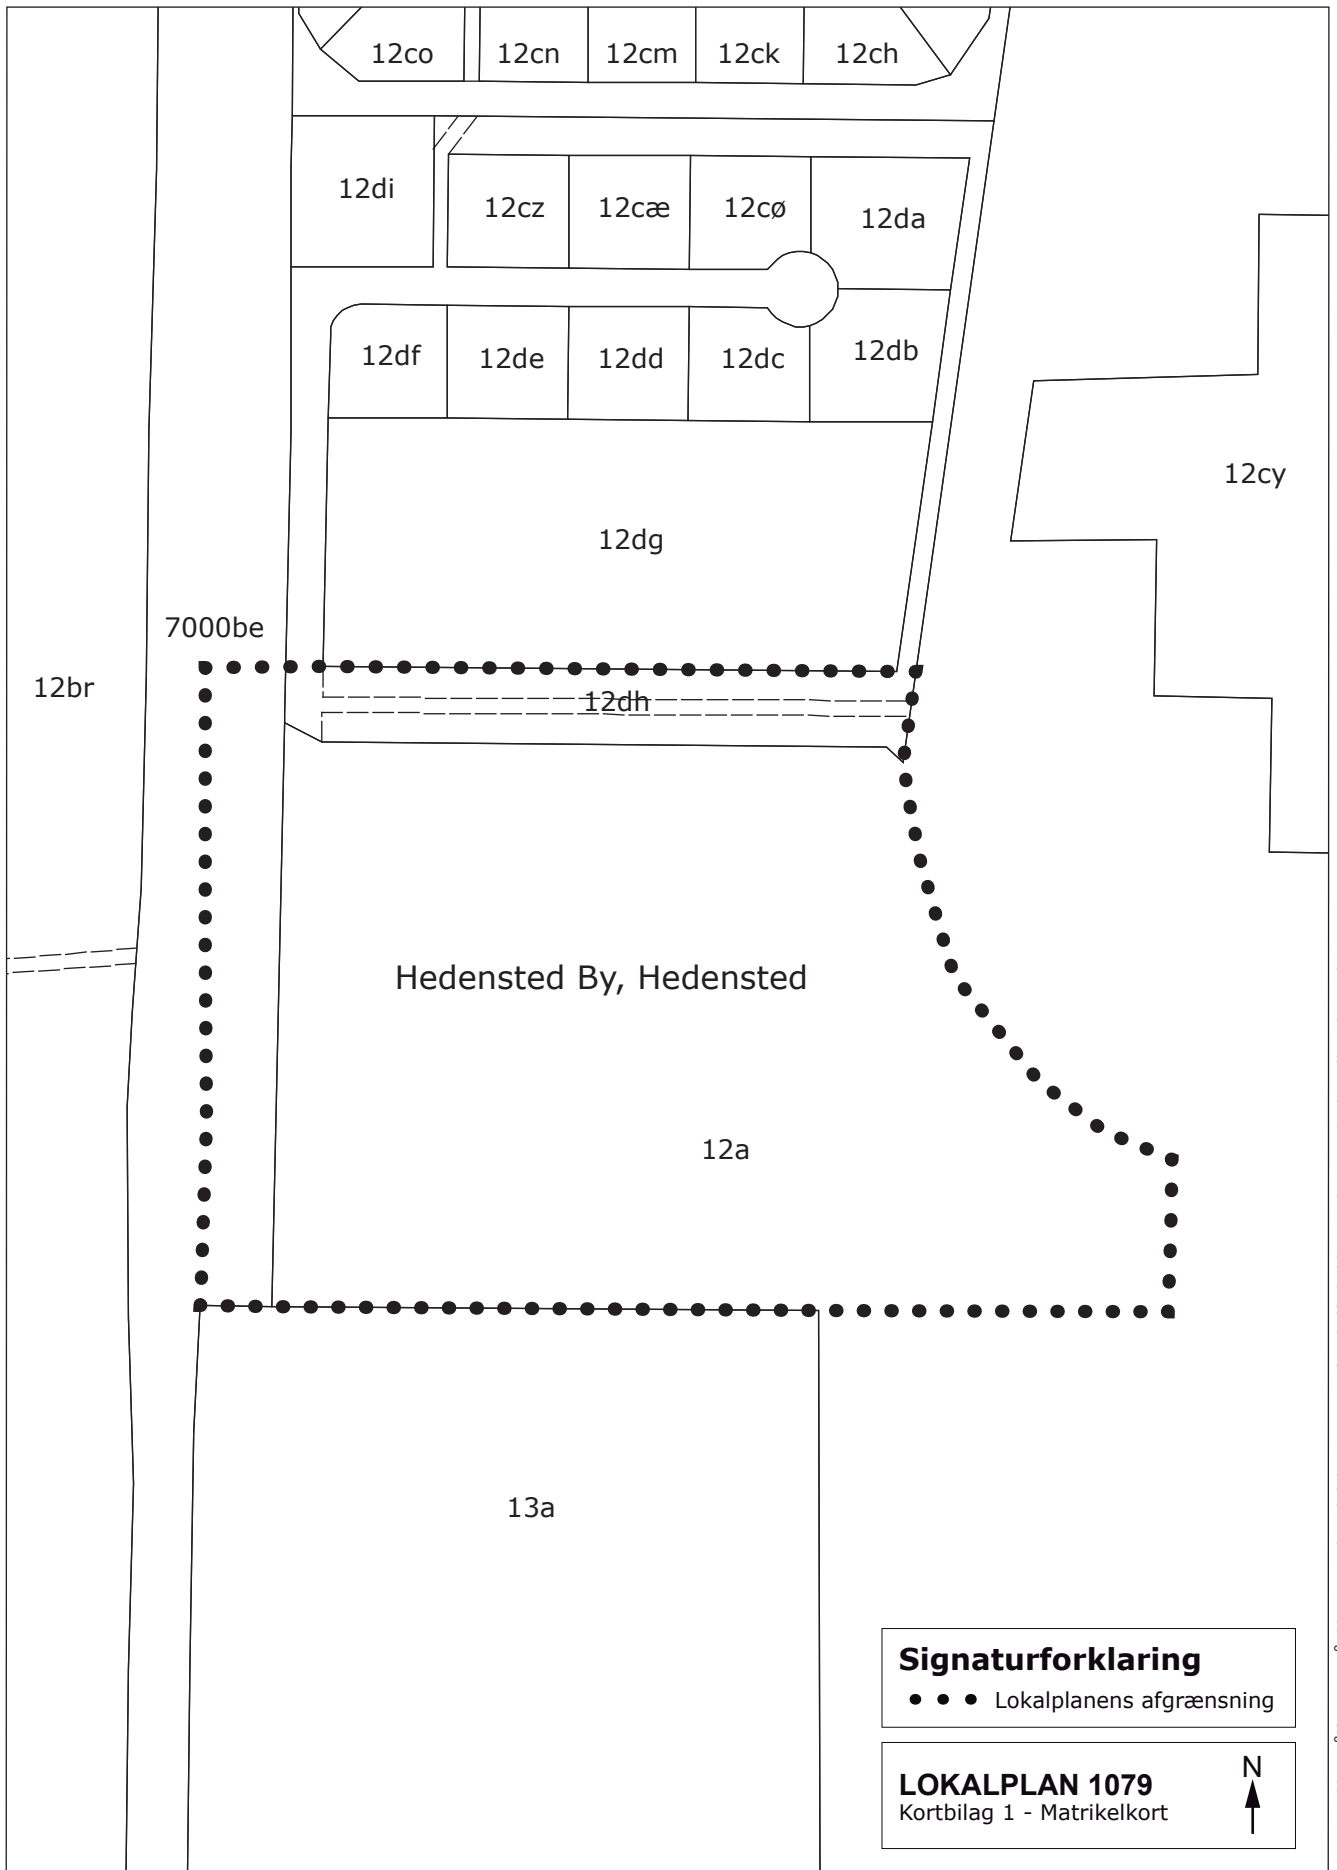 12co
12cn
12cm
12ck
12ch
12di
12cz
12cæ
12cø
12da
12df
12de
12dd
12dc
12db
12cy
12dg
7000be
12br
12dh
Hedensted By, Hedensted
12a
13a
Signaturforklaring
Lokalplanens afgrænsning
LOKALPLAN 1079
Kortbilag 1 - Matrikelkort
N